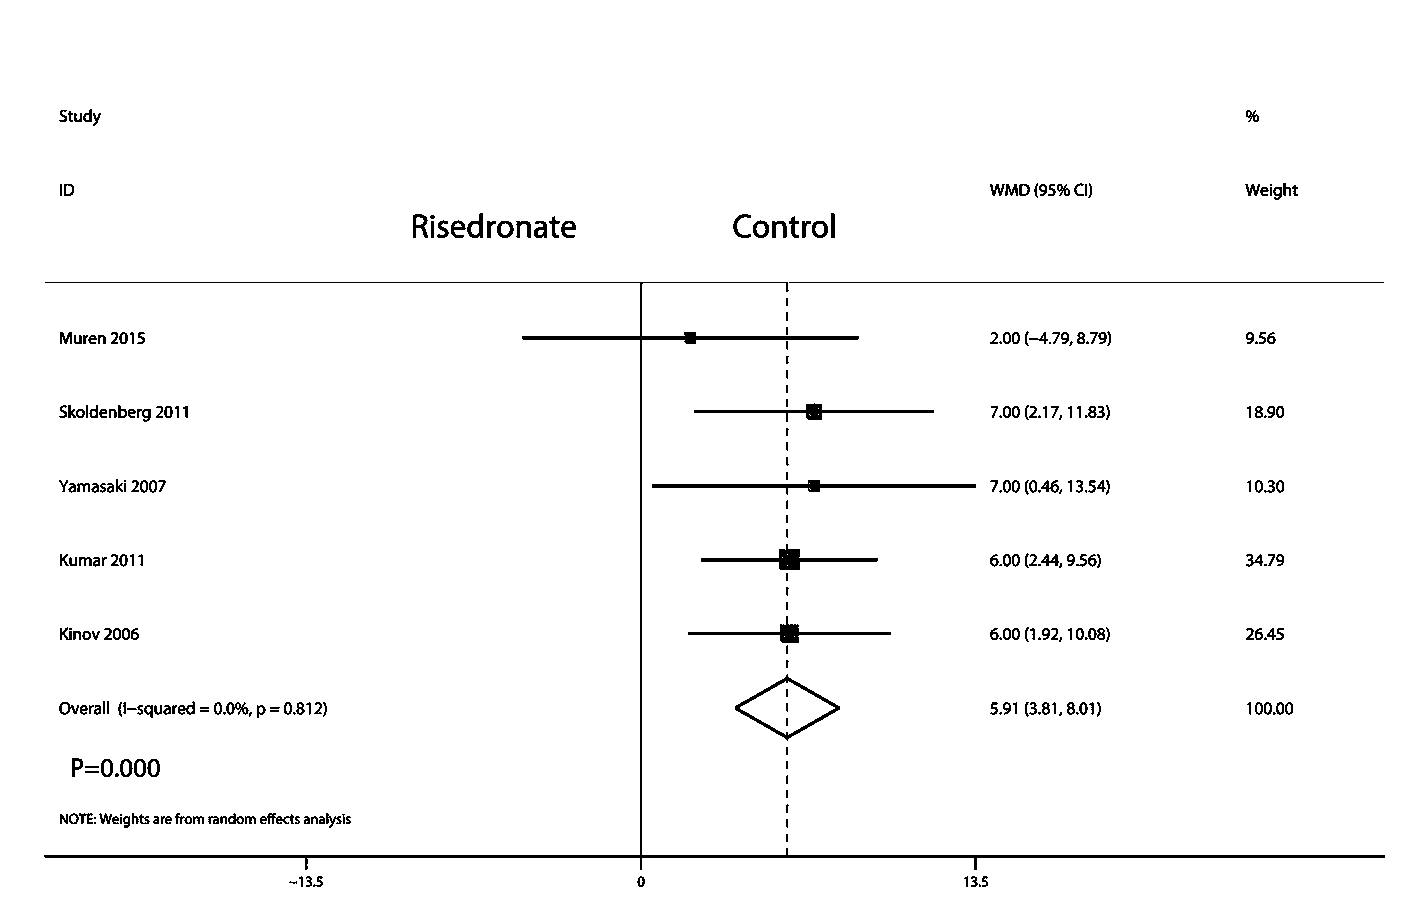 Study %
ID WMD (95% CI) Weight
Risedronate Control
Muren 2015 2.00 (−4.79, 8.79) 9.56
Skoldenberg 2011 7.00 (2.17, 11.83) 18.90
Yamasaki 2007 7.00 (0.46, 13.54) 10.30
Kumar 2011 6.00 (2.44, 9.56) 34.79
Kinov 2006 6.00 (1.92, 10.08) 26.45
Overall (I−squared = 0.0%, p = 0.812) 5.91 (3.81, 8.01) 100.00
P=0.000
NOTE: Weights are from random effects analysis
−13.5 0 13.5